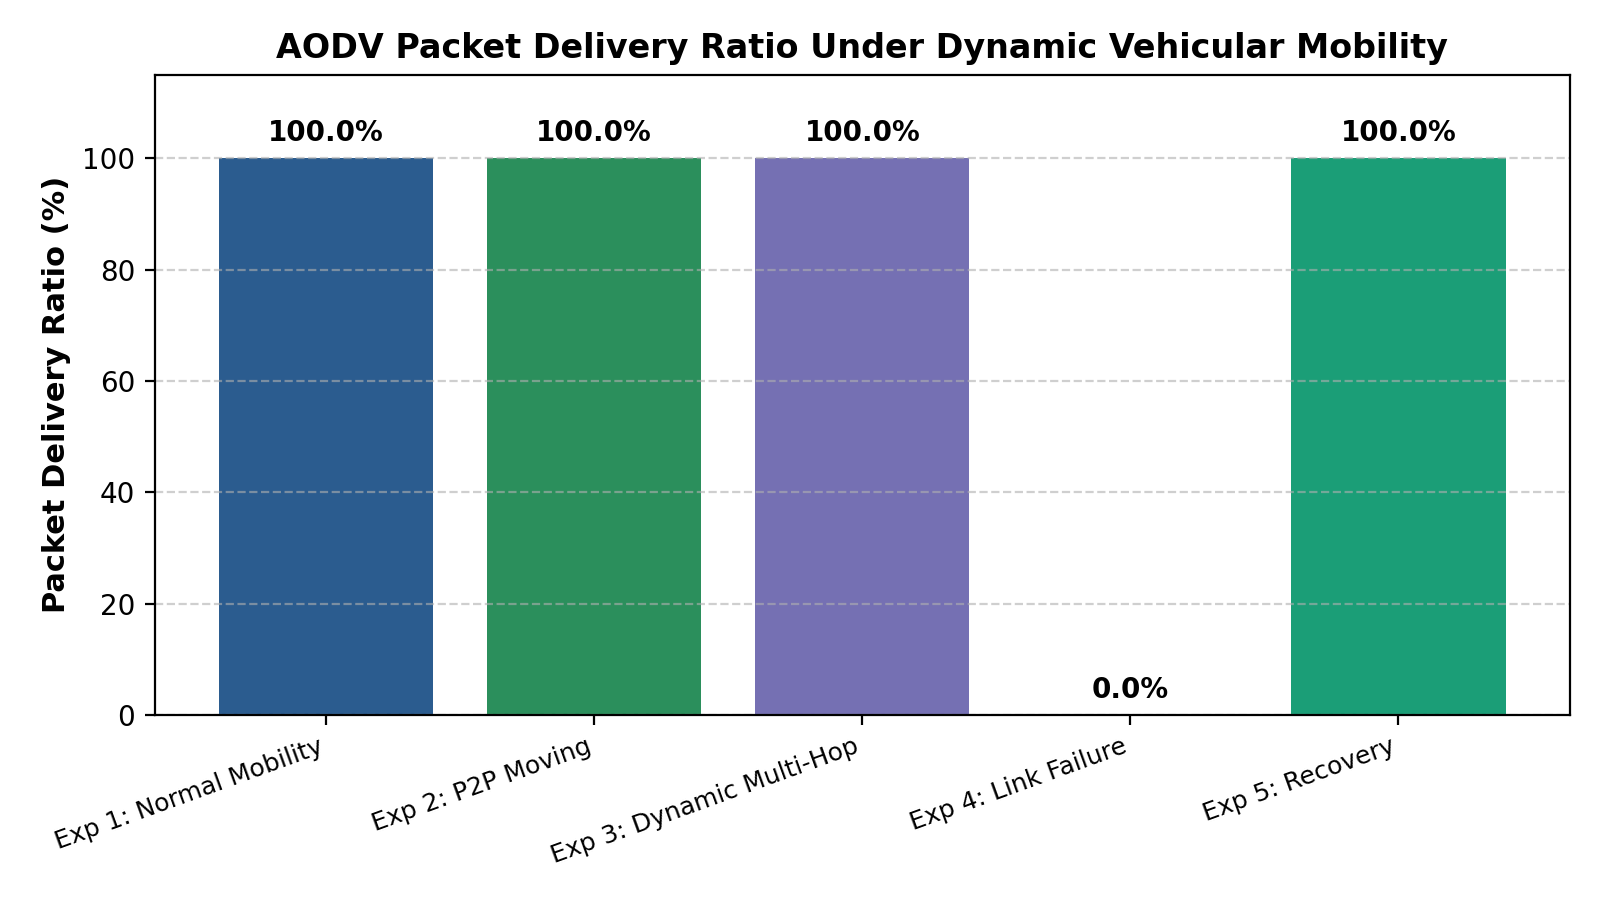 AODV Packet Delivery Ratio Under Dynamic Vehicular Mobility
Packet Delivery Ratio (%)
100
80
60
40
20
0
100.0%
100.0%
100.0%
0.0%
100.0%
Exp 1: Normal Mobility
Exp 2: P2P Moving
Exp 3: Dynamic Multi-Hop
Exp 4: Link Failure
Exp 5: Recovery